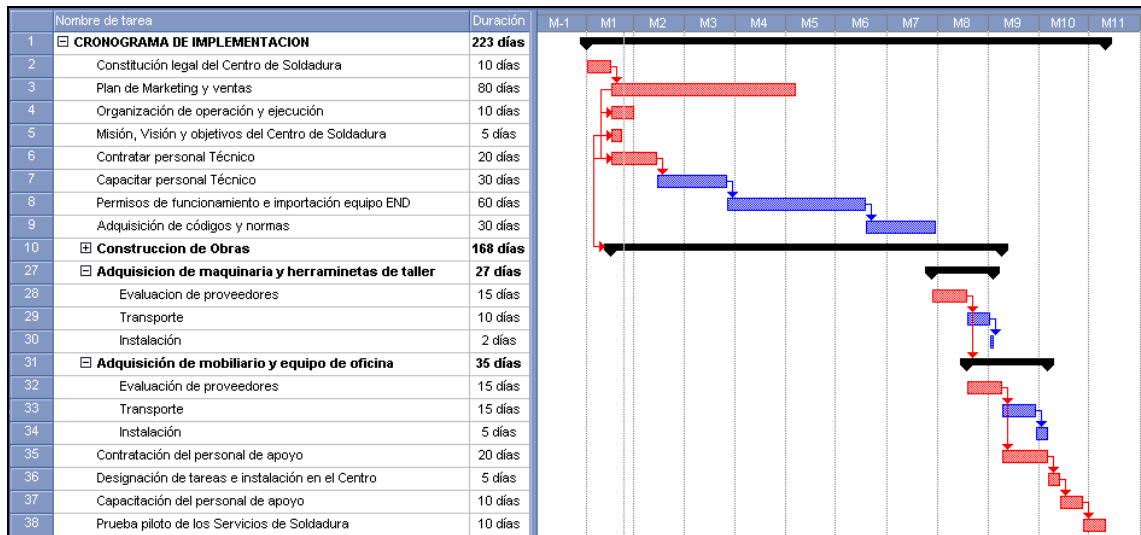 Nombre de tarea Duración M-1 M1 M2 M3 M4 M5 M6 M7 M8 M9 M10 M11
1 CRONOGRAMA DE IMPLEMENTACION 223 días
2 Constitución legal del Centro de Soldadura 10 días
3 Plan de Marketing y ventas 80 días
4 Organización de operación y ejecución 10 días
5 Misión, Visión y objetivos del Centro de Soldadura 5 días
6 Contratar personal Técnico 20 días
7 Capacitar personal Técnico 30 días
8 Permisos de funcionamiento e importación equipo END 60 días
9 Adquisición de códigos y normas 30 días
10 Construccion de Obras 168 días
27 Adquisicion de maquinaria y herraminetas de taller 27 días
28 Evaluacion de proveedores 15 días
29 Transporte 10 días
30 Instalación 2 días
31 Adquisición de mobiliario y equipo de oficina 35 días
32 Evaluación de proveedores 15 días
33 Transporte 15 días
34 Instalación 5 días
35 Contratación del personal de apoyo 20 días
36 Designación de tareas e instalación en el Centro 5 días
37 Capacitación del personal de apoyo 10 días
38 Prueba piloto de los Servicios de Soldadura 10 días